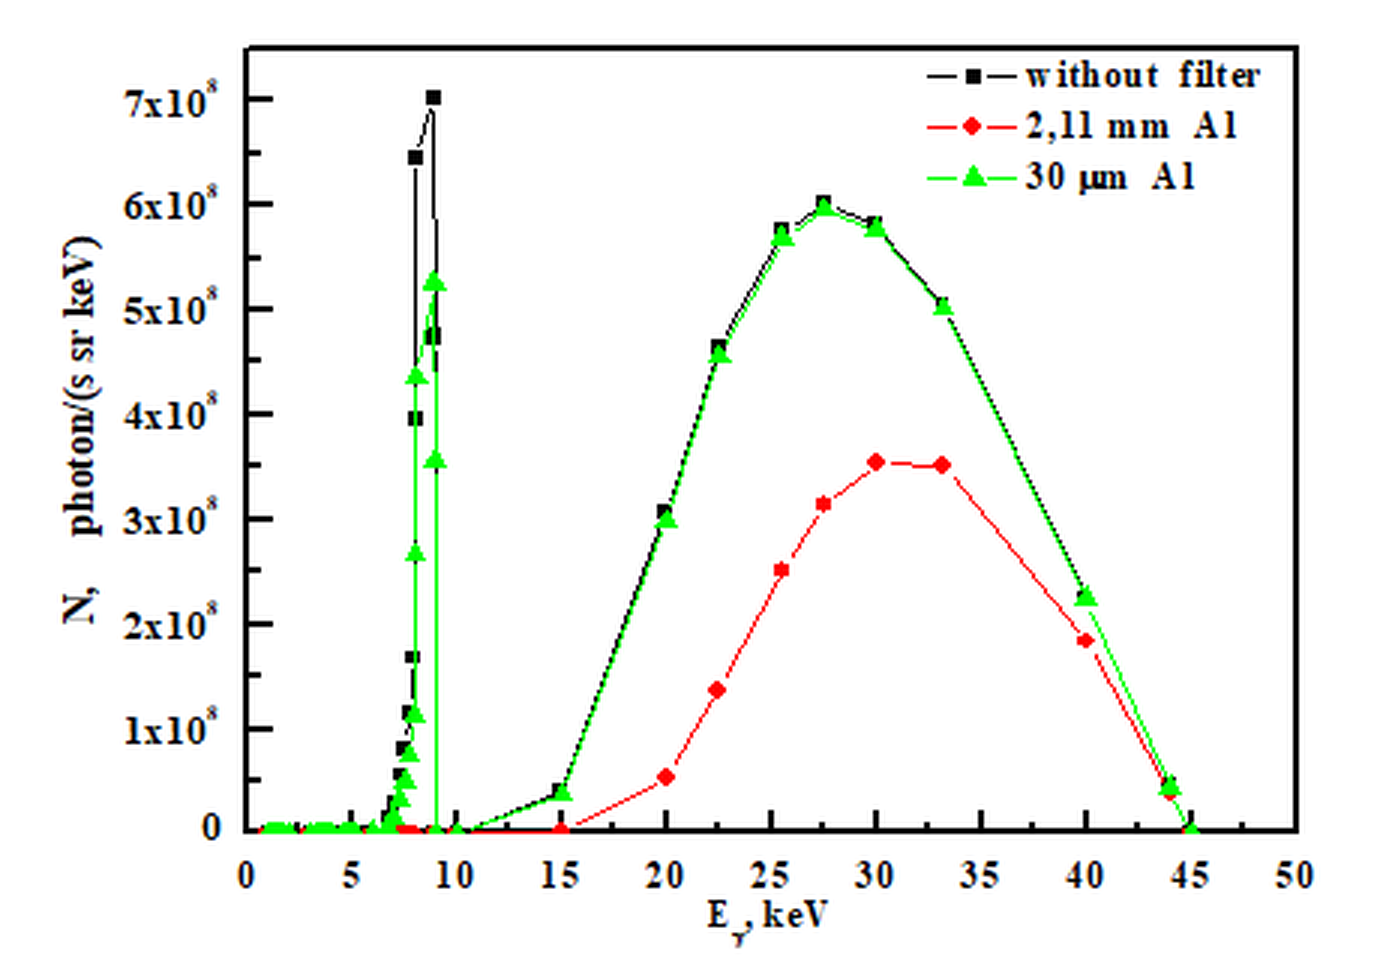 without filter
2,11 mm Al
30 μm Al
7x10⁸
6x10⁸
5x10⁸
4x10⁸
3x10⁸
2x10⁸
1x10⁸
0
N, photon/(s sr keV)
0 5 10 15 20 25 30 35 40 45 50
Eᵧ, keV